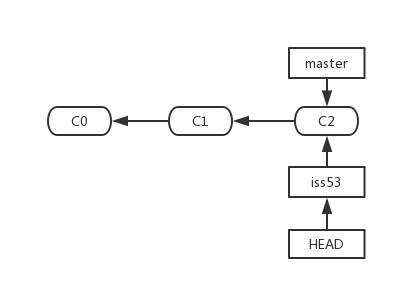 master
C0 C1 C2
iss53
HEAD